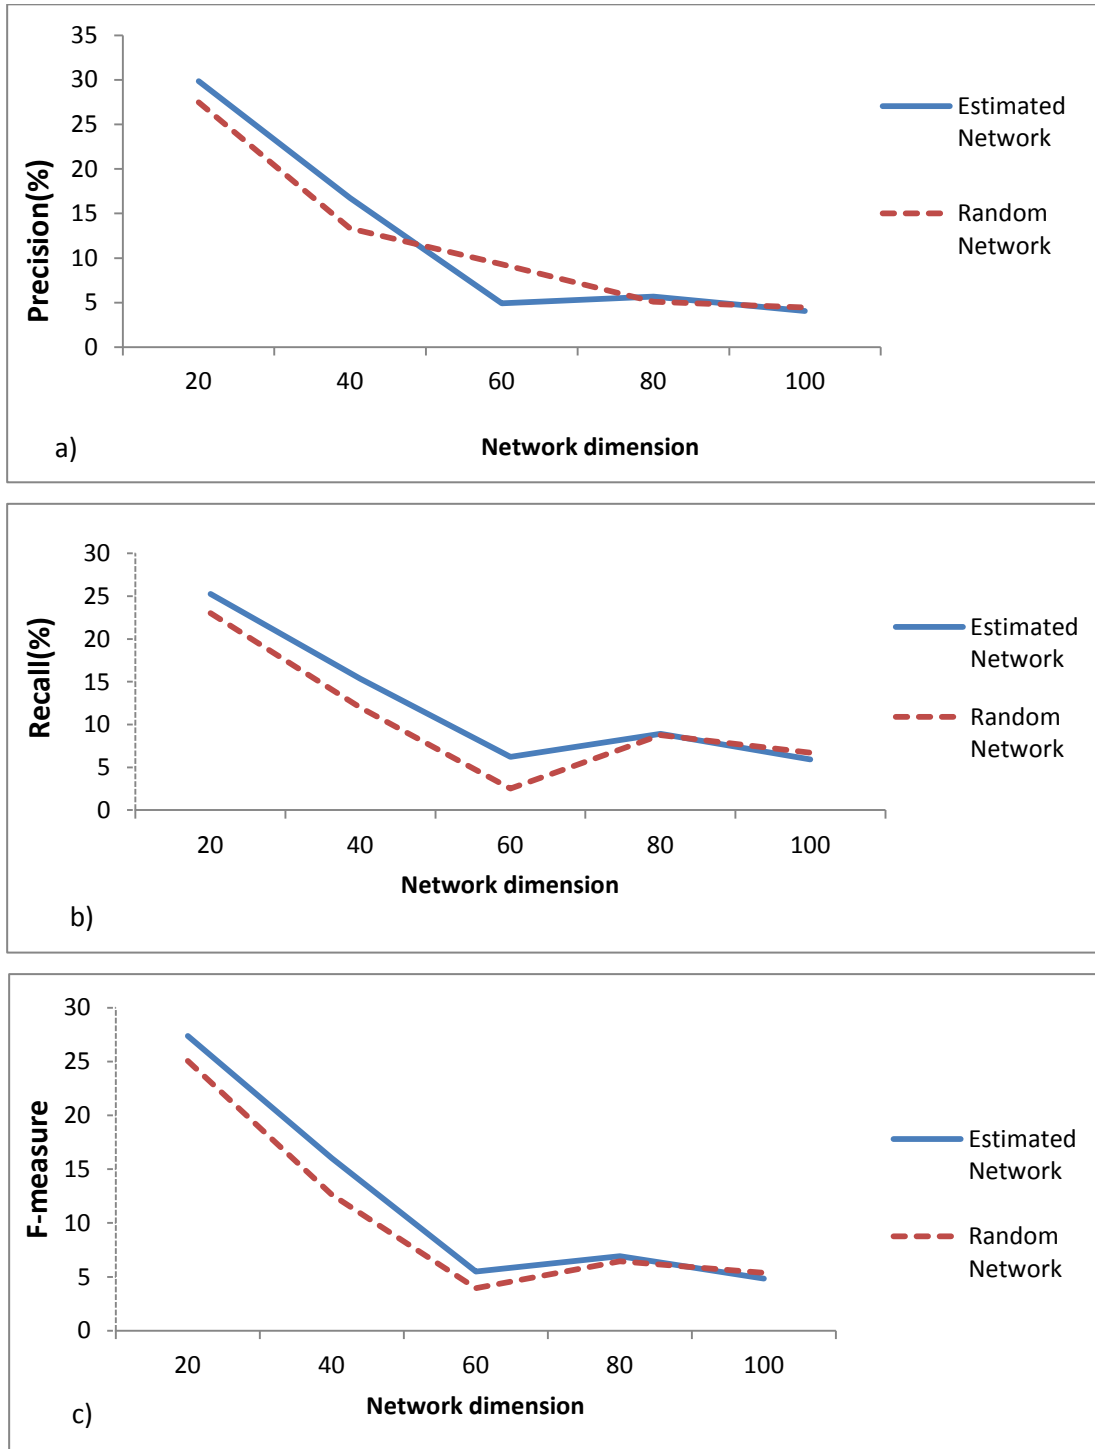 35
30
25
20
15
10
5
0
Precision(%)
20 40 60 80 100
Network dimension
a)
Estimated
Network
Random
Network
30
25
20
15
10
5
0
Recall(%)
20 40 60 80 100
Network dimension
b)
Estimated
Network
Random
Network
30
25
20
15
10
5
0
F-measure
20 40 60 80 100
Network dimension
c)
Estimated
Network
Random
Network